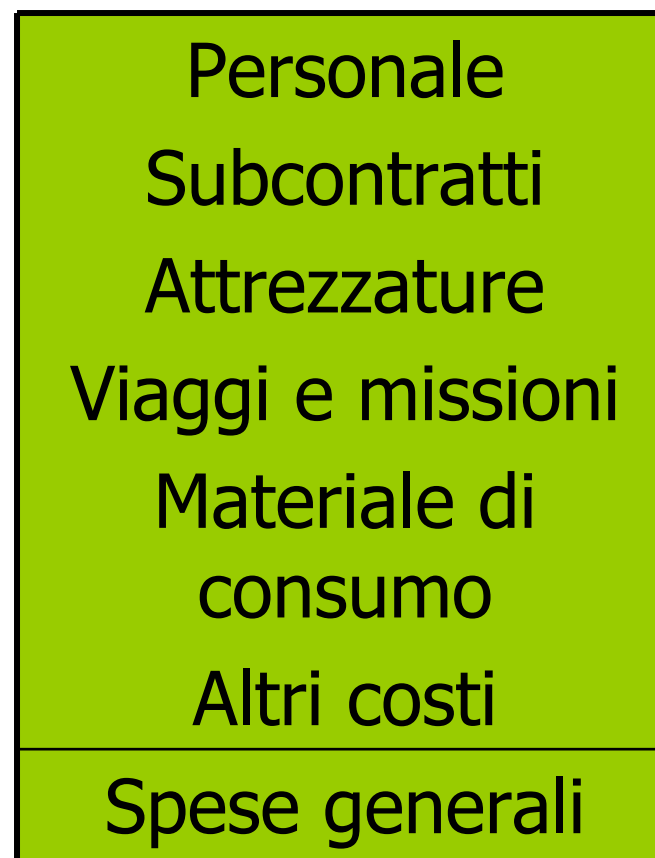 Personale
Subcontratti
Attrezzature
Viaggi e missioni
Materiale di
consumo
Altri costi
Spese generali